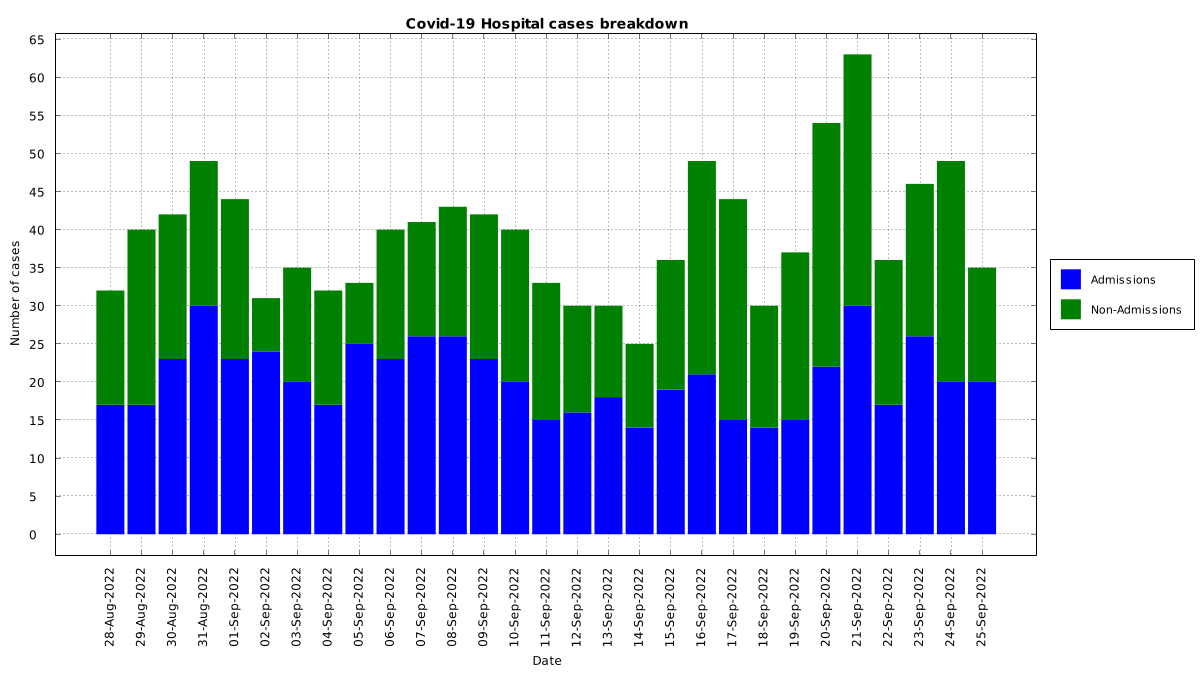 Covid-19 Hospital cases breakdown
65
60
55
50
45
40
35
30
25
20
15
10
5
0
Number of cases
28-Aug-2022
29-Aug-2022
30-Aug-2022
31-Aug-2022
01-Sep-2022
02-Sep-2022
03-Sep-2022
04-Sep-2022
05-Sep-2022
06-Sep-2022
07-Sep-2022
08-Sep-2022
09-Sep-2022
10-Sep-2022
11-Sep-2022
12-Sep-2022
13-Sep-2022
14-Sep-2022
15-Sep-2022
16-Sep-2022
17-Sep-2022
18-Sep-2022
19-Sep-2022
20-Sep-2022
21-Sep-2022
22-Sep-2022
23-Sep-2022
24-Sep-2022
25-Sep-2022
Date
Admissions
Non-Admissions